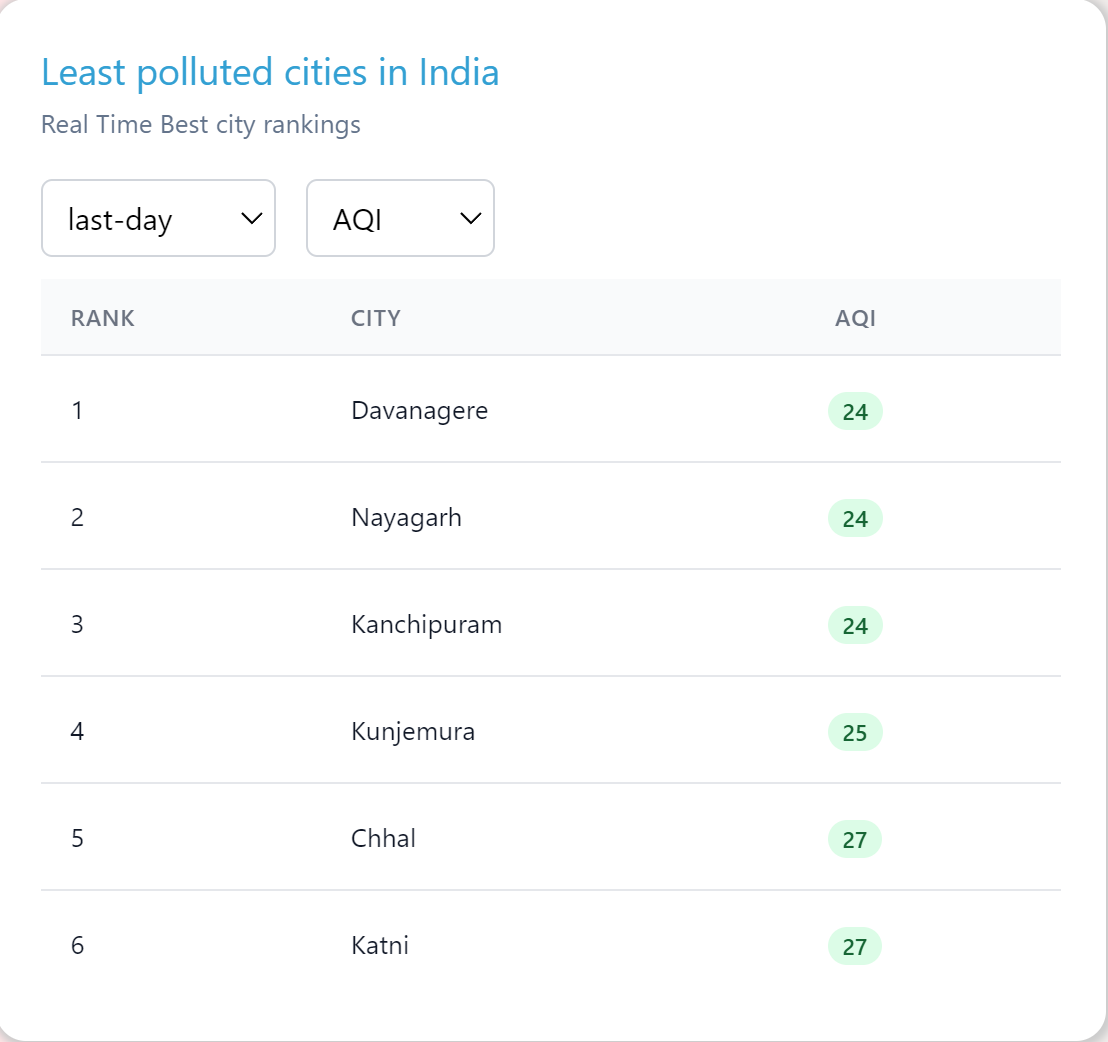 Least polluted cities in India
Real Time Best city rankings
last-day AQI
RANK CITY AQI
1 Davanagere 24
2 Nayagarh 24
3 Kanchipuram 24
4 Kunjemura 25
5 Chhal 27
6 Katni 27